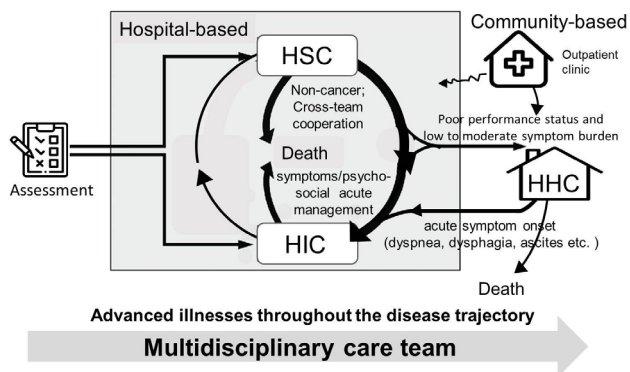 Hospital-based
Community-based
HSC
Outpatient
clinic
Non-cancer;
Cross-team
cooperation
Poor performance status and
low to moderate symptom burden
Death
Assessment
symptoms/psycho-
social acute
management
HHC
HIC
acute symptom onset
(dyspnea, dysphagia, ascites etc. )
Death
Advanced illnesses throughout the disease trajectory
Multidisciplinary care team